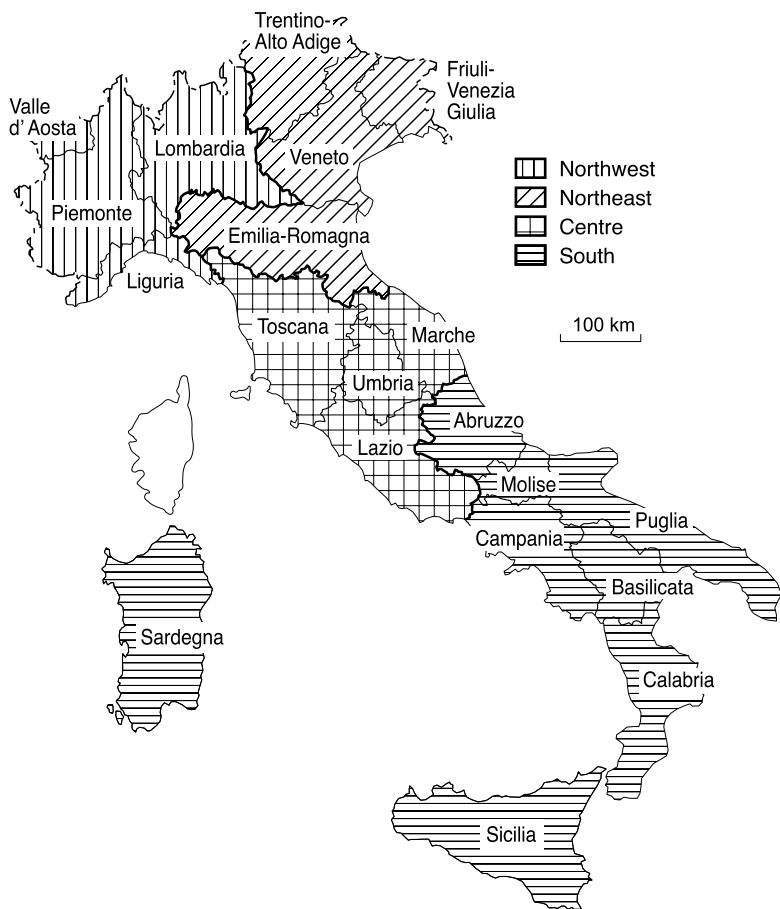 Trentino-
Alto Adige
Friuli-
Venezia
Giulia
Valle
d'Aosta
Lombardia
Veneto
Piemonte
Emilia-Romagna
Liguria
Toscana
Marche
Umbria
Abruzzo
Lazio
Molise
Puglia
Campania
Basilicata
Sardegna
Calabria
Sicilia
Northwest
Northeast
Centre
South
100 km